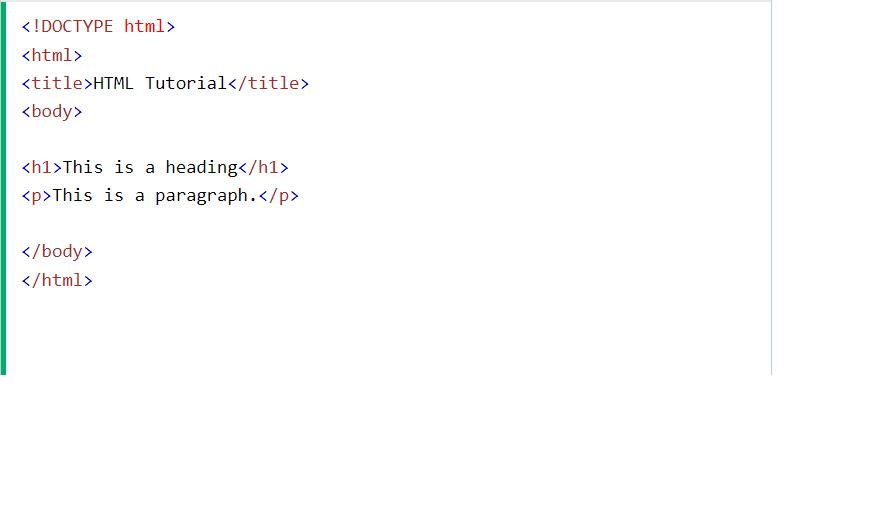 <!DOCTYPE html>
<html>
<title>HTML Tutorial</title>
<body>

<h1>This is a heading</h1>
<p>This is a paragraph.</p>

</body>
</html>